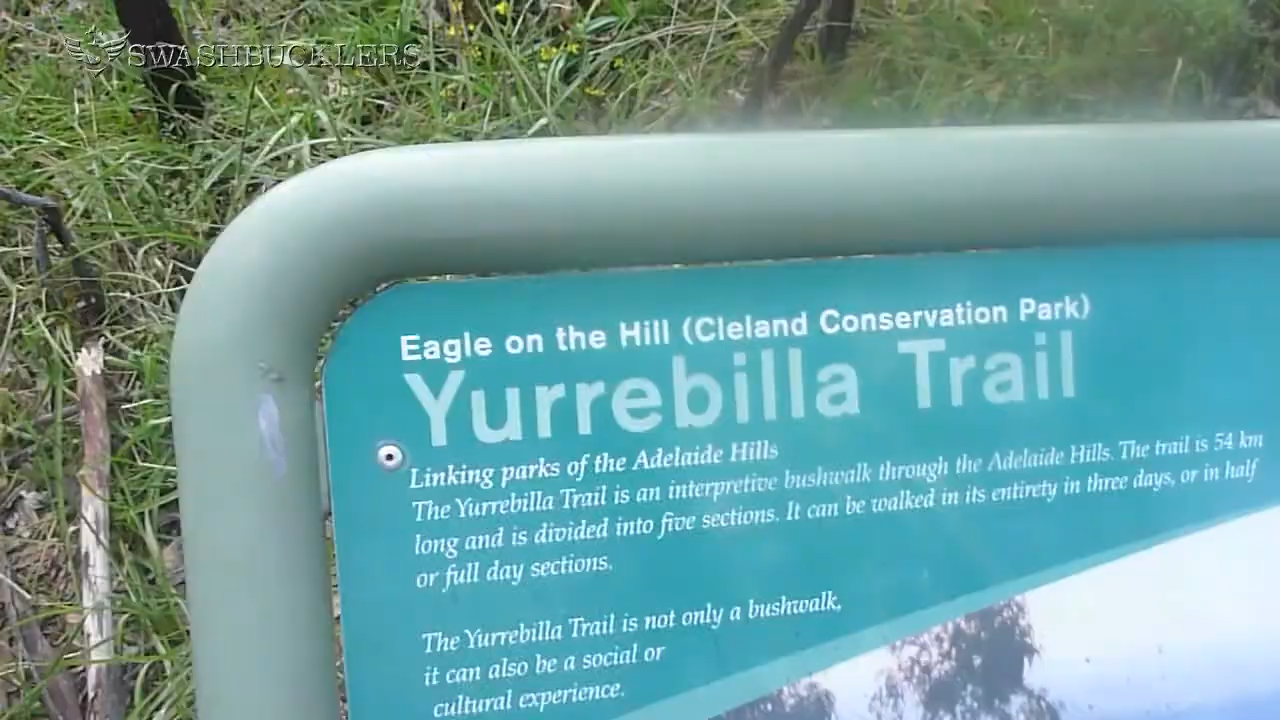 SWASHBUCKLERS
Eagle on the Hill (Cleland Conservation Park)
Yurrebilla Trail
Linking parks of the Adelaide Hills
The Yurrebilla Trail is an interpretive bushwalk through the Adelaide Hills. The trail is 54 km
long and is divided into five sections. It can be walked in its entirety in three days, or in half
or full day sections.
The Yurrebilla Trail is not only a bushwalk,
it can also be a social or
cultural experience.